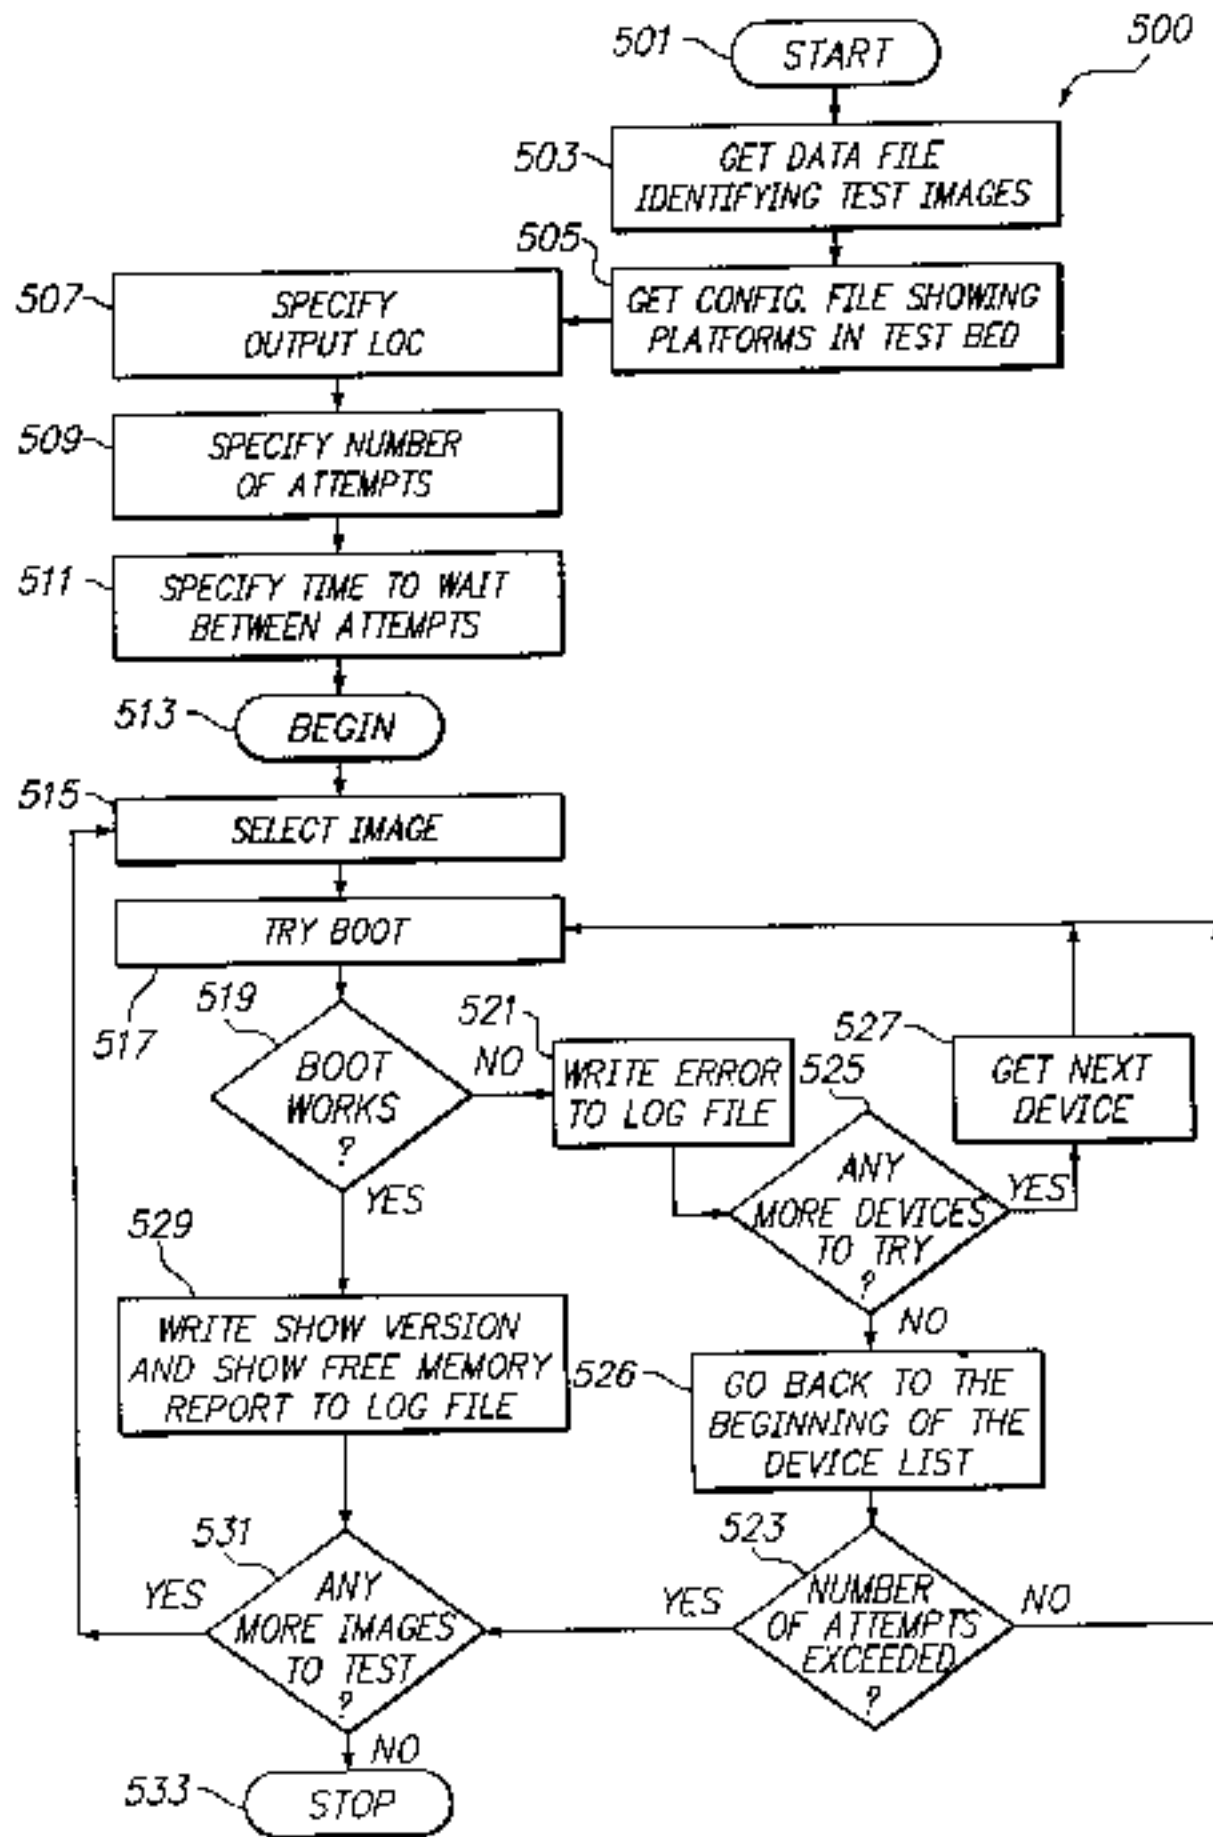 501
START
500
503
GET DATA FILE
IDENTIFYING TEST IMAGES
505
GET CONFIG. FILE SHOWING
PLATFORMS IN TEST BED
507
SPECIFY
OUTPUT LOC
509
SPECIFY NUMBER
OF ATTEMPTS
511
SPECIFY TIME TO WAIT
BETWEEN ATTEMPTS
513
BEGIN
515
SELECT IMAGE
TRY BOOT
517
519
BOOT
WORKS
?
NO
YES
521
WRITE ERROR
TO LOG FILE
525
ANY
MORE DEVICES
TO TRY
?
YES
NO
527
GET NEXT
DEVICE
529
WRITE SHOW VERSION
AND SHOW FREE MEMORY
REPORT TO LOG FILE
526
GO BACK TO THE
BEGINNING OF THE
DEVICE LIST
531
YES
ANY
MORE IMAGES
TO TEST
?
NO
523
YES
NUMBER
OF ATTEMPTS
EXCEEDED
?
NO
533
STOP